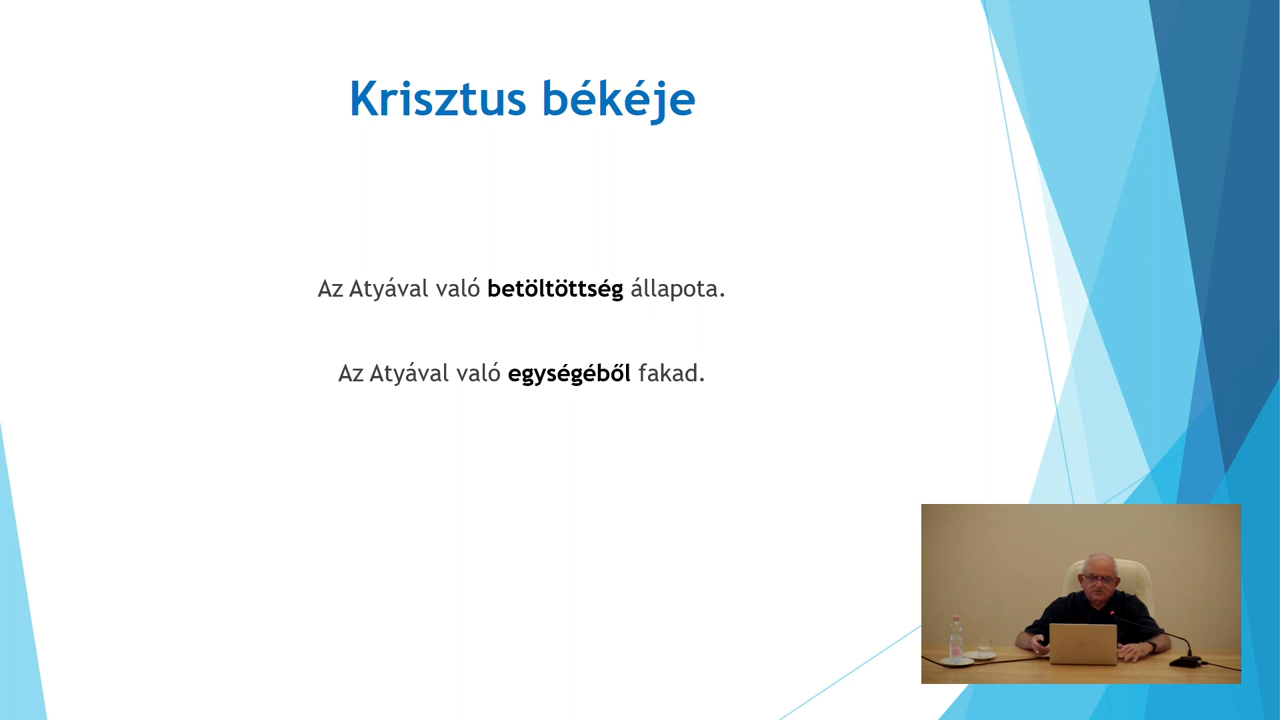 Krisztus békéje
Az Atyával való betöltöttség állapota.
Az Atyával való egységéből fakad.